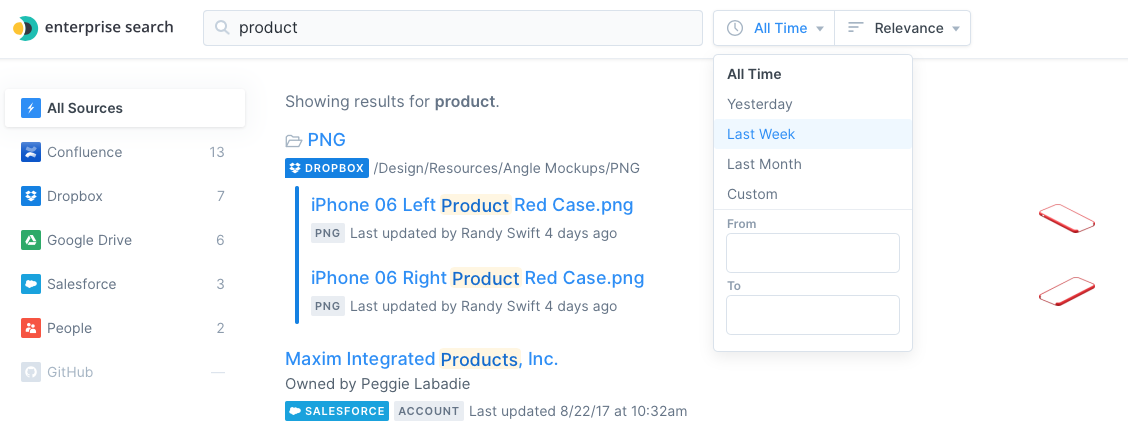 enterprise search
product
All Time
Relevance
All Time
Yesterday
Last Week
Last Month
Custom
From
To
All Sources
Confluence 13
Dropbox 7
Google Drive 6
Salesforce 3
People 2
GitHub —
Showing results for product.
PNG
DROPBOX /Design/Resources/Angle Mockups/PNG
iPhone 06 Left Product Red Case.png
PNG Last updated by Randy Swift 4 days ago
iPhone 06 Right Product Red Case.png
PNG Last updated by Randy Swift 4 days ago
Maxim Integrated Products, Inc.
Owned by Peggie Labadie
SALESFORCE ACCOUNT Last updated 8/22/17 at 10:32am